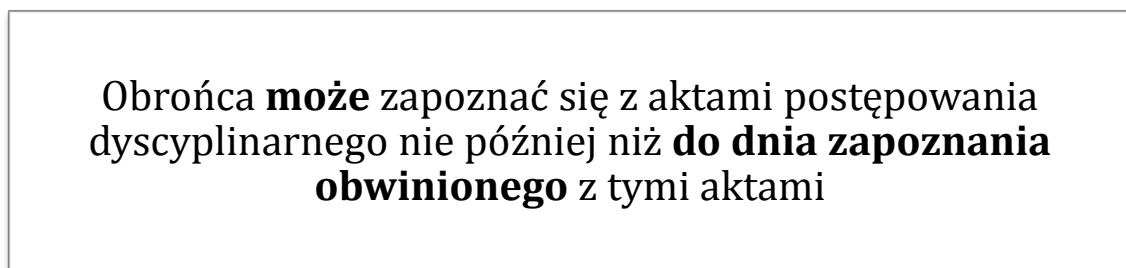 Obrońca może zapoznać się z aktami postępowania
dyscyplinarnego nie później niż do dnia zapoznania
obwinionego z tymi aktami